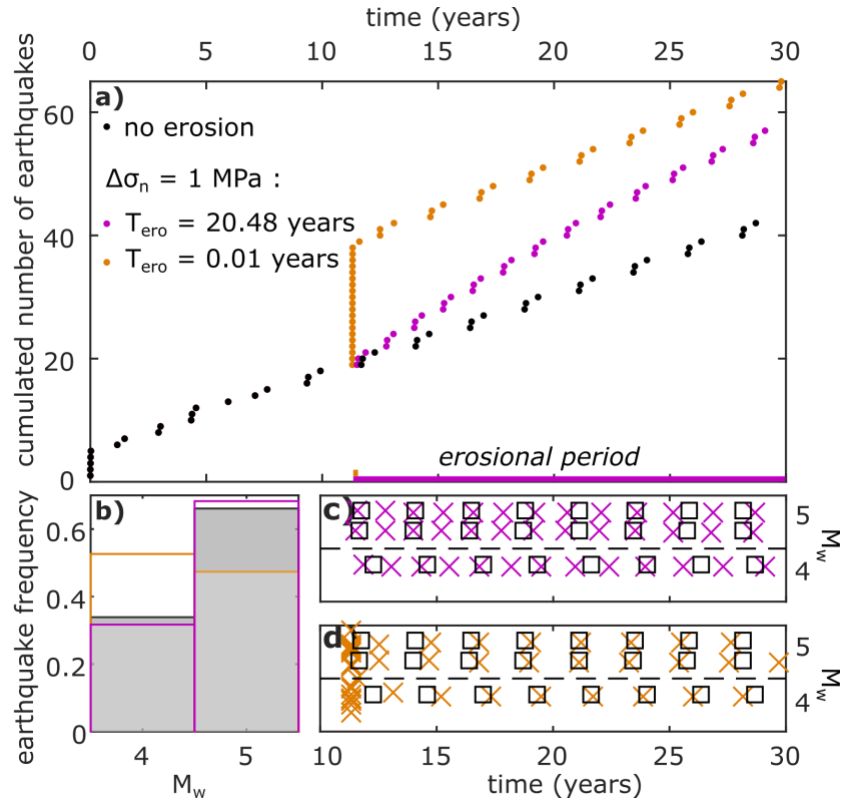 time (years)
0 5 10 15 20 25 30
cumulated number of earthquakes
60
40
20
0
a)
no erosion
Δσn = 1 MPa :
Tero = 20.48 years
Tero = 0.01 years
erosional period
earthquake frequency
0.6
0.4
0.2
0
b)
4 5
Mw
c)
5
4
Mw
d)
5
4
Mw
10 15 20 25 30
time (years)